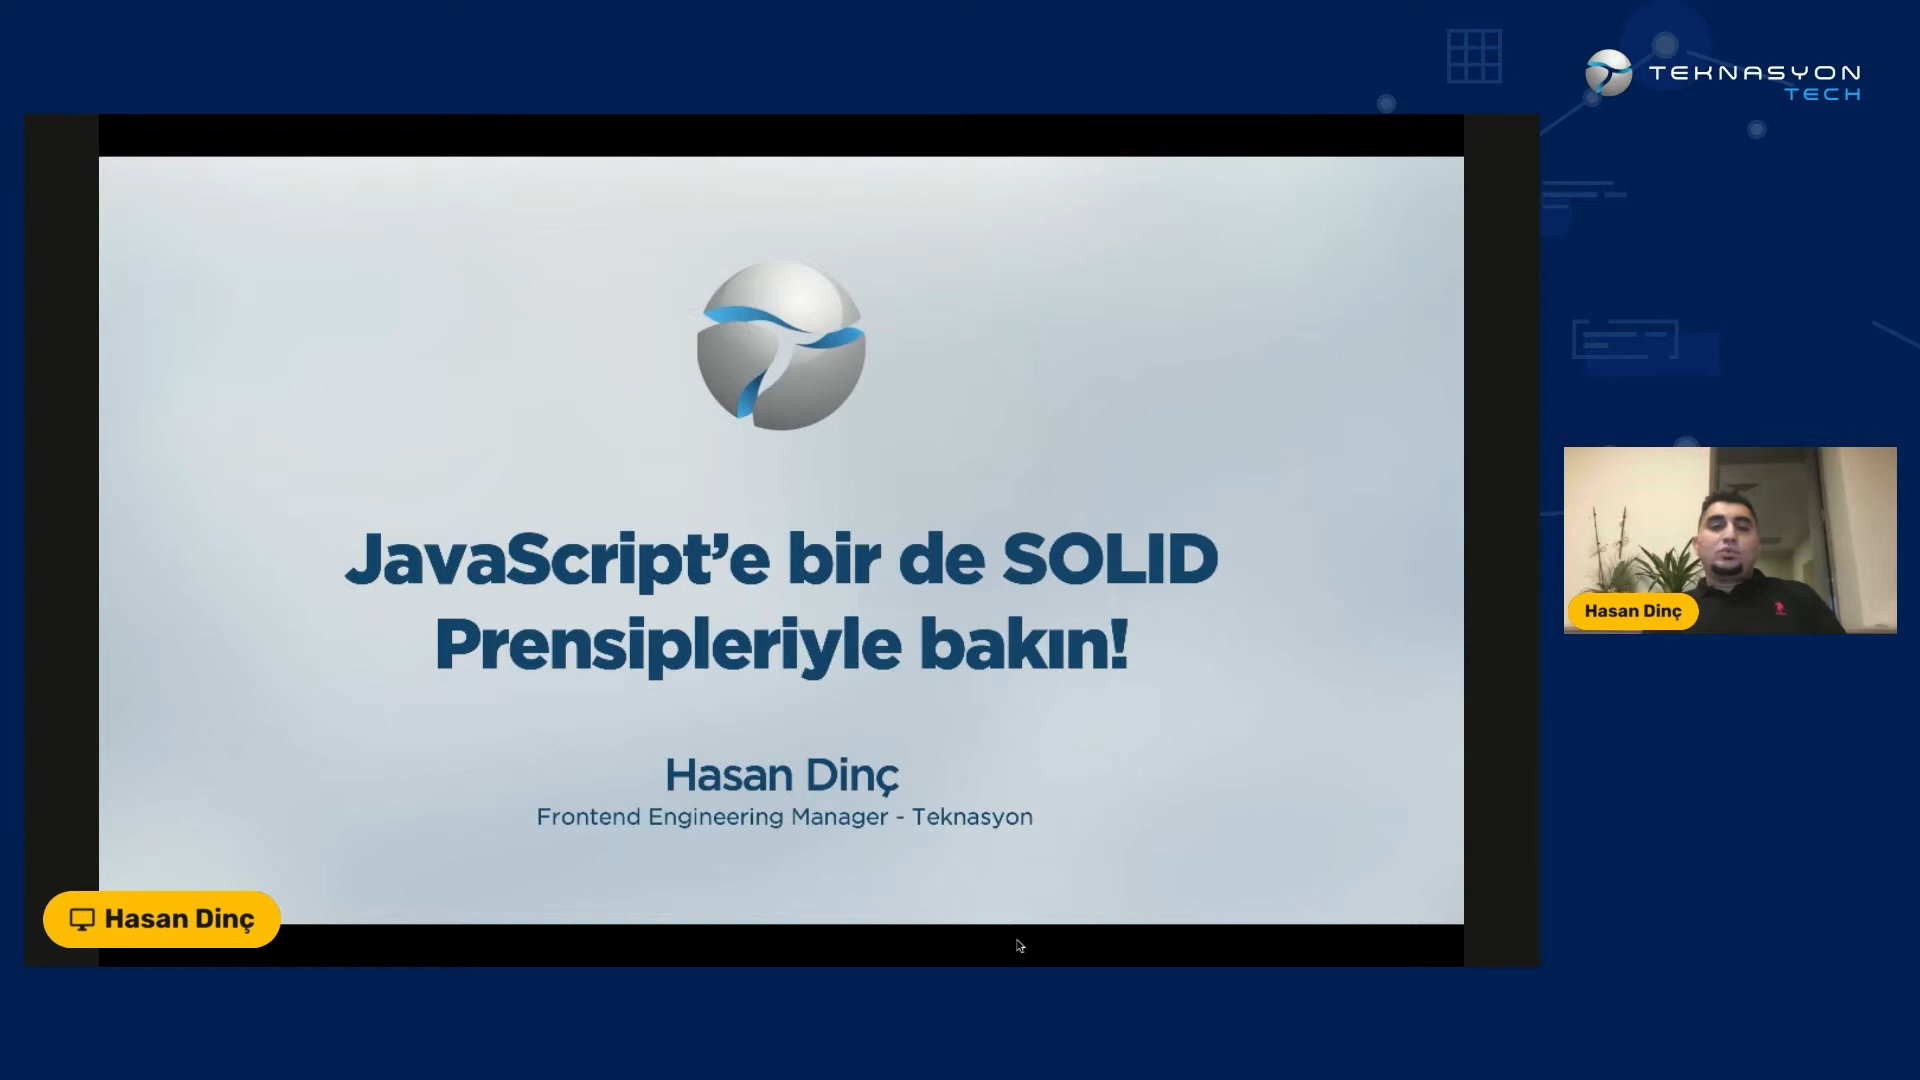 TEKNASYON
TECH
JavaScript’e bir de SOLID
Prensipleriyle bakın!
Hasan Dinç
Frontend Engineering Manager - Teknasyon
Hasan Dinç
Hasan Dinç